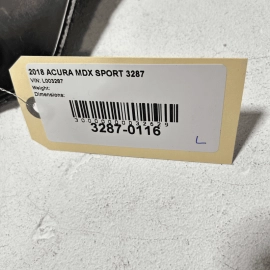 2018 ACURA MDX SPORT 3287
VIN: L003287
Weight:
Dimensions:
3287-0116
L